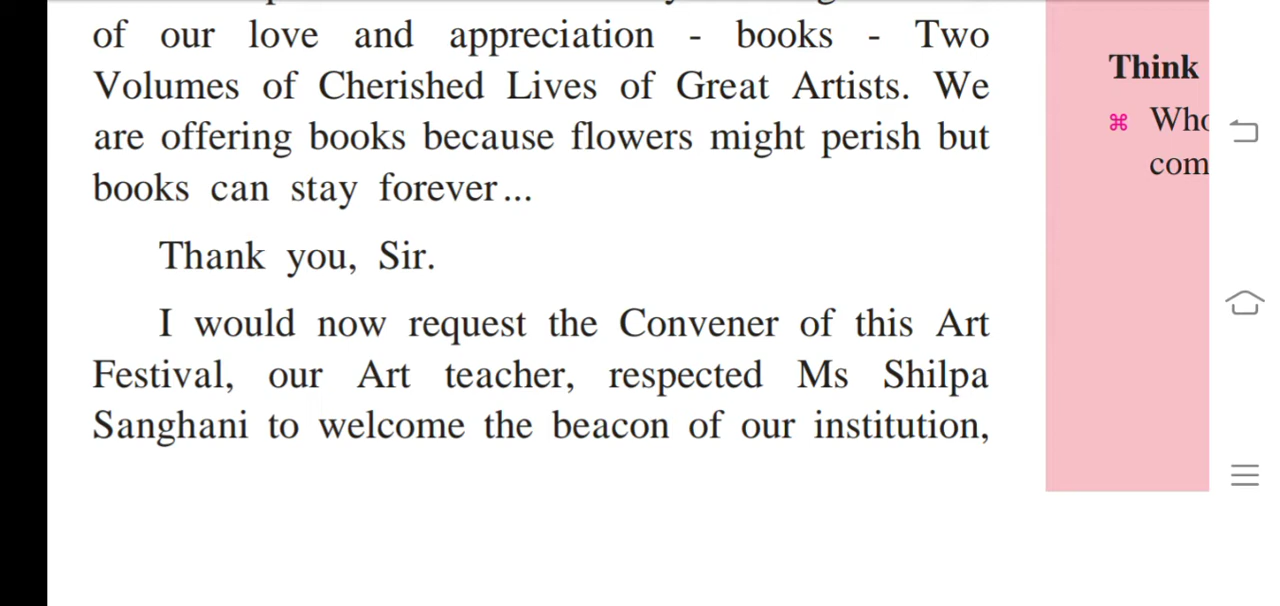 of our love and appreciation - books - Two
Volumes of Cherished Lives of Great Artists. We
are offering books because flowers might perish but
books can stay forever...
Thank you, Sir.
I would now request the Convener of this Art
Festival, our Art teacher, respected Ms Shilpa
Sanghani to welcome the beacon of our institution,
Think
⌘